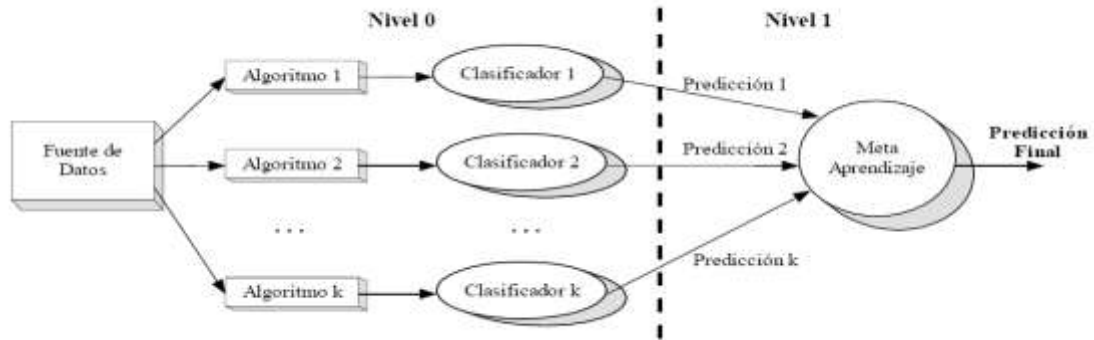 Nivel 0
Nivel 1
Algoritmo 1
Clasificador 1
Predicción 1
Fuente de
Datos
Algoritmo 2
Clasificador 2
Predicción 2
Meta
Aprendizaje
Predicción
Final
. . .
. . .
Algoritmo k
Clasificador k
Predicción k